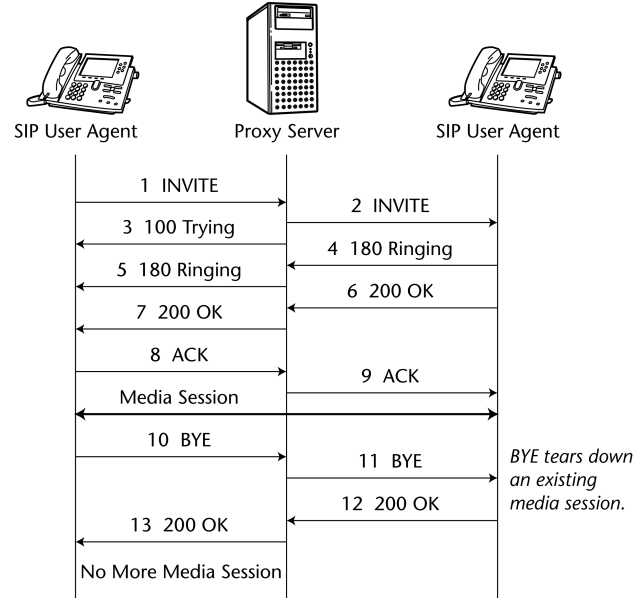 SIP User Agent
Proxy Server
SIP User Agent
1 INVITE
2 INVITE
3 100 Trying
4 180 Ringing
5 180 Ringing
6 200 OK
7 200 OK
8 ACK
9 ACK
Media Session
10 BYE
11 BYE
BYE tears down
an existing
media session.
12 200 OK
13 200 OK
No More Media Session